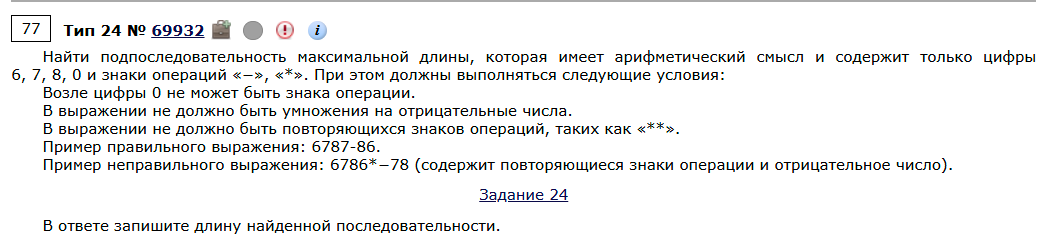 77 Тип 24 № 69932
Найти подпоследовательность максимальной длины, которая имеет арифметический смысл и содержит только цифры
6, 7, 8, 0 и знаки операций «−», «*». При этом должны выполняться следующие условия:
Возле цифры 0 не может быть знака операции.
В выражении не должно быть умножения на отрицательные числа.
В выражении не должно быть повторяющихся знаков операций, таких как «**».
Пример правильного выражения: 6787-86.
Пример неправильного выражения: 6786*−78 (содержит повторяющиеся знаки операции и отрицательное число).
Задание 24
В ответе запишите длину найденной последовательности.